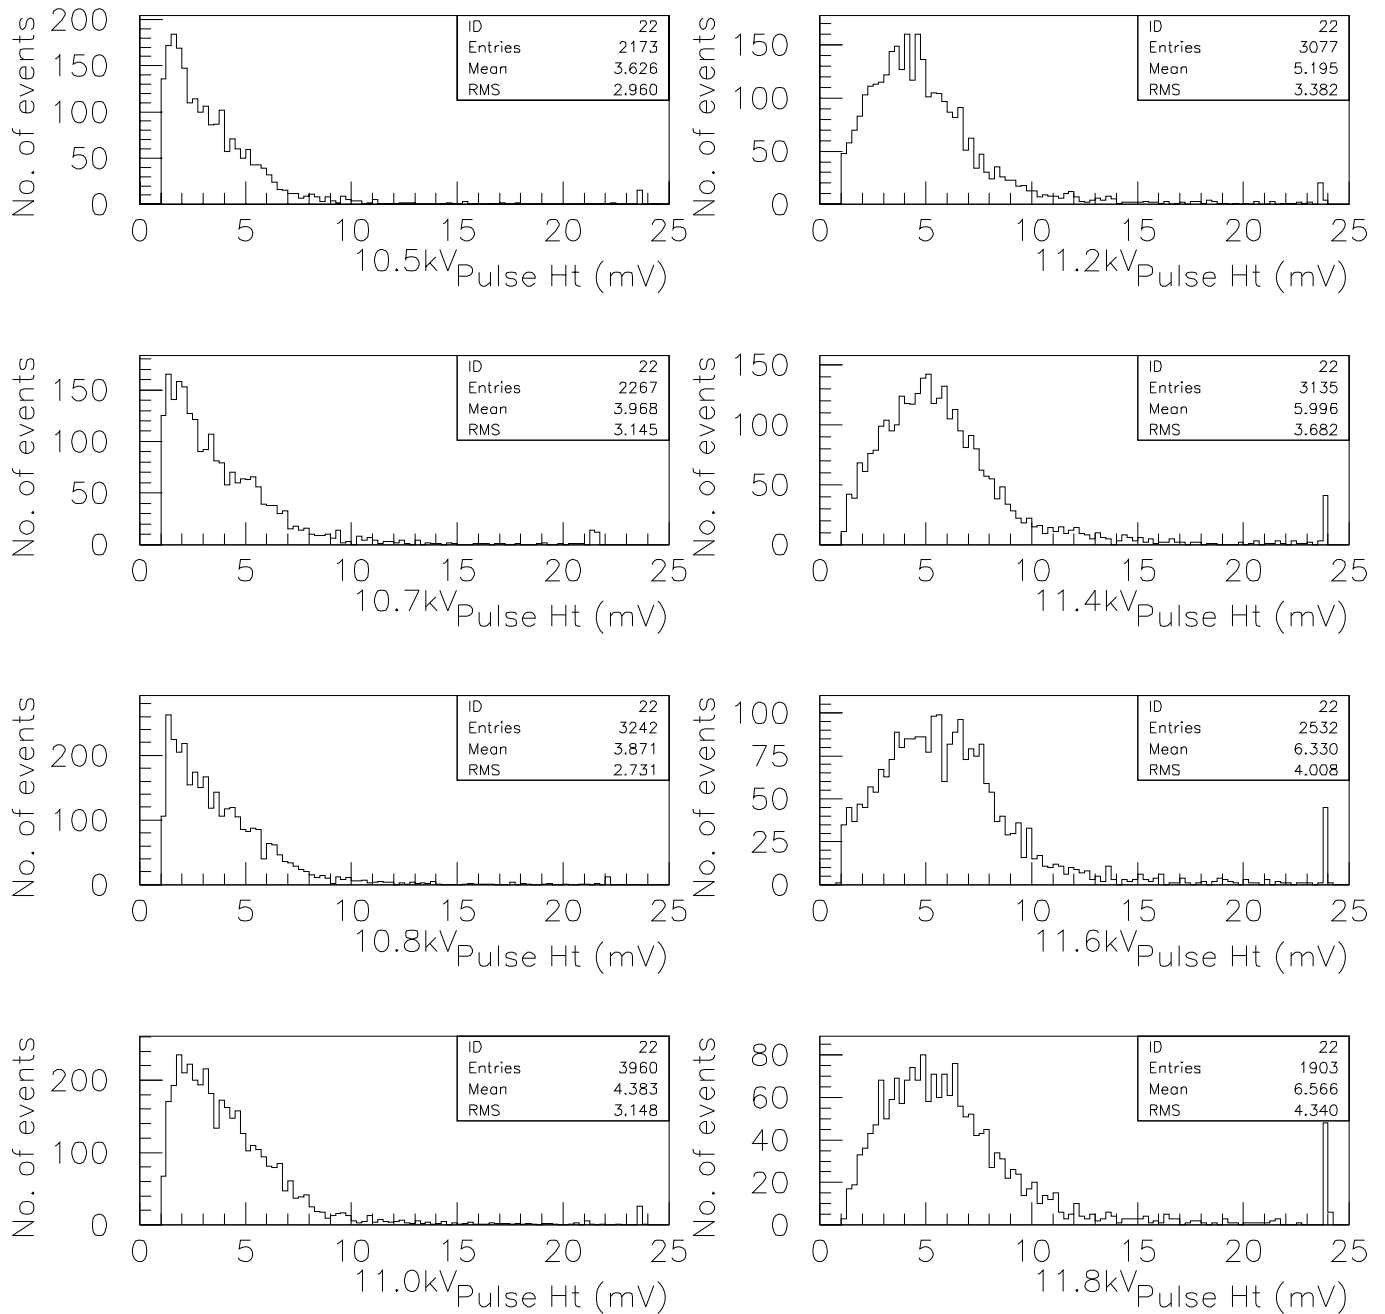 No. of events
200
150
100
50
0
ID 22
Entries 2173
Mean 3.626
RMS 2.960
0 5 10 15 20 25
10.5kV
Pulse Ht (mV)
No. of events
150
100
50
0
ID 22
Entries 3077
Mean 5.195
RMS 3.382
0 5 10 15 20 25
11.2kV
Pulse Ht (mV)
No. of events
150
100
50
0
ID 22
Entries 2267
Mean 3.968
RMS 3.145
0 5 10 15 20 25
10.7kV
Pulse Ht (mV)
No. of events
150
100
50
0
ID 22
Entries 3135
Mean 5.996
RMS 3.682
0 5 10 15 20 25
11.4kV
Pulse Ht (mV)
No. of events
200
100
0
ID 22
Entries 3242
Mean 3.871
RMS 2.731
0 5 10 15 20 25
10.8kV
Pulse Ht (mV)
No. of events
100
75
50
25
0
ID 22
Entries 2532
Mean 6.330
RMS 4.008
0 5 10 15 20 25
11.6kV
Pulse Ht (mV)
No. of events
200
100
0
ID 22
Entries 3960
Mean 4.383
RMS 3.148
0 5 10 15 20 25
11.0kV
Pulse Ht (mV)
No. of events
80
60
40
20
0
ID 22
Entries 1903
Mean 6.566
RMS 4.340
0 5 10 15 20 25
11.8kV
Pulse Ht (mV)